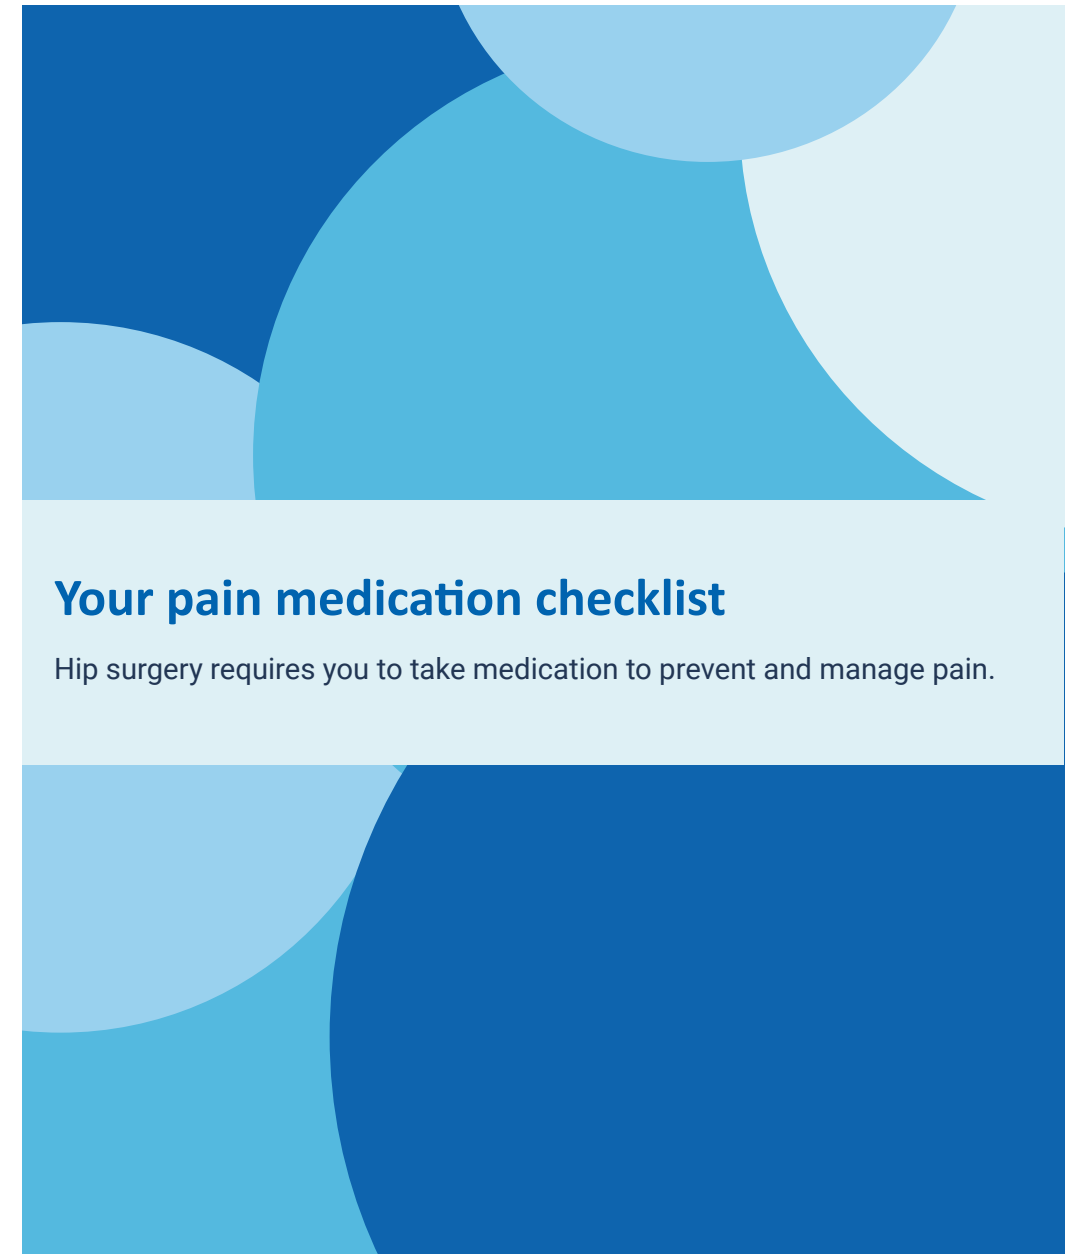 Your pain medication checklist
Hip surgery requires you to take medication to prevent and manage pain.